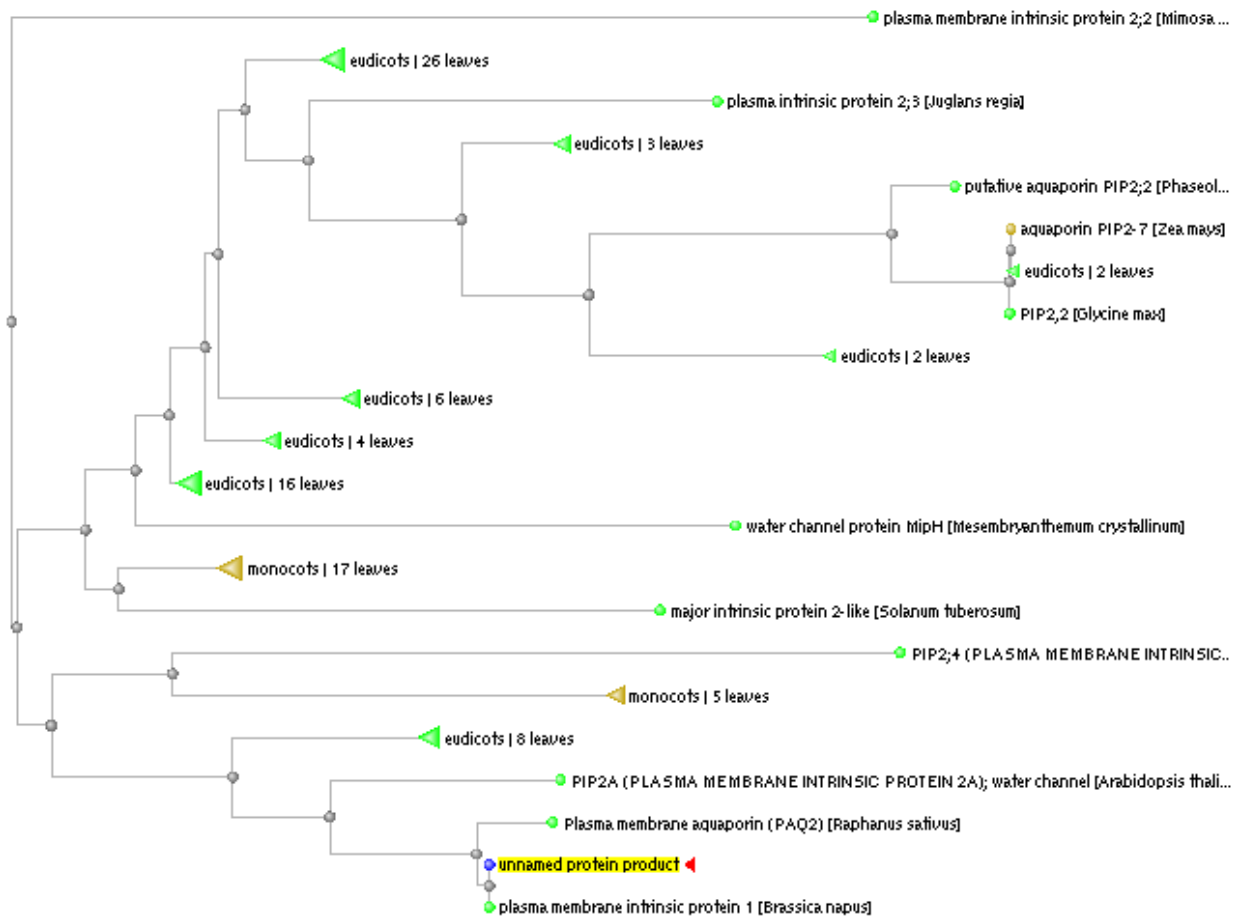 plasma membrane intrinsic protein 2;2 [Mimosa ...
eudicots | 26 leaves
plasma intrinsic protein 2;3 [Juglans regia]
eudicots | 3 leaves
putative aquaporin PIP2;2 [Phaseol...
aquaporin PIP2-7 [Zea mays]
eudicots | 2 leaves
PIP2,2 [Glycine max]
eudicots | 2 leaves
eudicots | 6 leaves
eudicots | 4 leaves
eudicots | 16 leaves
water channel protein MipH [Mesembryanthemum crystallinum]
monocots | 17 leaves
major intrinsic protein 2-like [Solanum tuberosum]
PIP2;4 (PLASMA MEMBRANE INTRINSIC...
monocots | 5 leaves
eudicots | 8 leaves
PIP2A (PLASMA MEMBRANE INTRINSIC PROTEIN 2A); water channel [Arabidopsis thali...
Plasma membrane aquaporin (PAQ2) [Raphanus sativus]
unnamed protein product
plasma membrane intrinsic protein 1 [Brassica napus]